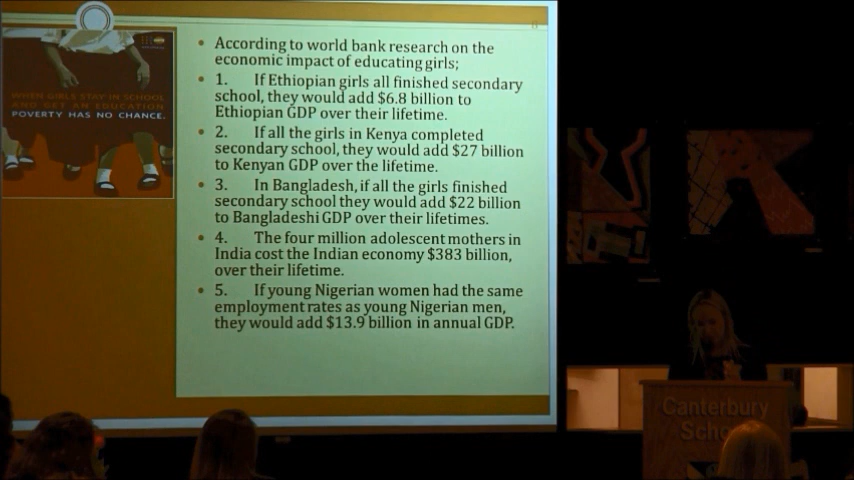 6
WHEN GIRLS STAY IN SCHOOL
AND GET AN EDUCATION
POVERTY HAS NO CHANCE.
• According to world bank research on the
economic impact of educating girls;
• 1. If Ethiopian girls all finished secondary
school, they would add $6.8 billion to
Ethiopian GDP over their lifetime.
• 2. If all the girls in Kenya completed
secondary school, they would add $27 billion
to Kenyan GDP over the lifetime.
• 3. In Bangladesh, if all the girls finished
secondary school they would add $22 billion
to Bangladeshi GDP over their lifetimes.
• 4. The four million adolescent mothers in
India cost the Indian economy $383 billion,
over their lifetime.
• 5. If young Nigerian women had the same
employment rates as young Nigerian men,
they would add $13.9 billion in annual GDP.
Canterbury